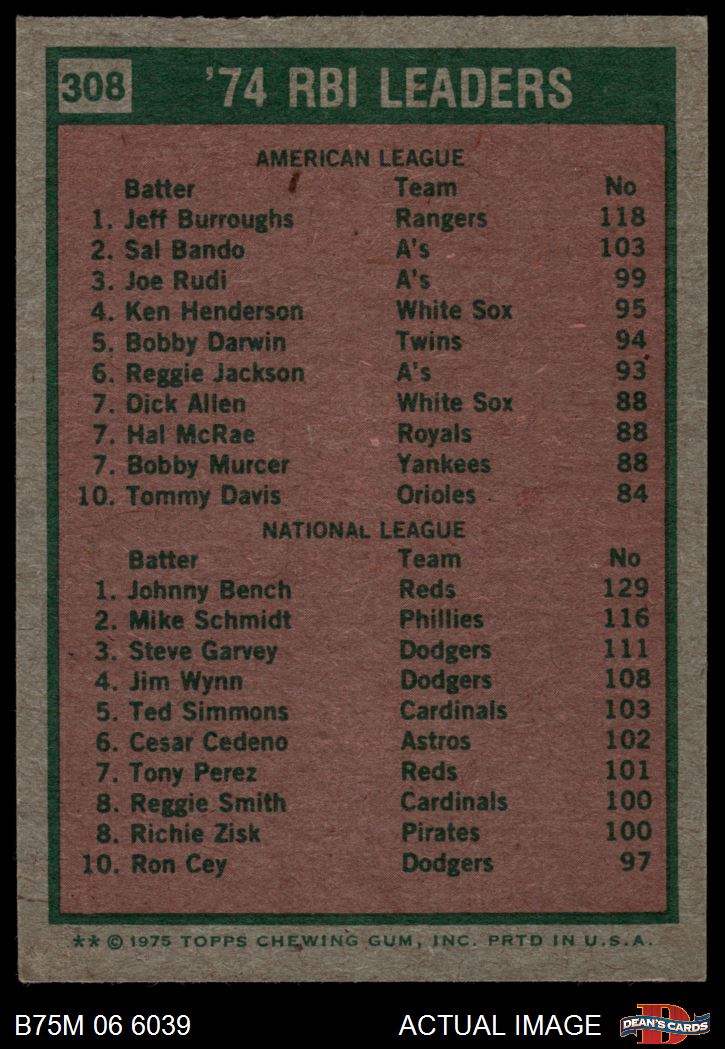 308 '74 RBI LEADERS
AMERICAN LEAGUE
Batter Team No
1. Jeff Burroughs Rangers 118
2. Sal Bando A's 103
3. Joe Rudi A's 99
4. Ken Henderson White Sox 95
5. Bobby Darwin Twins 94
6. Reggie Jackson A's 93
7. Dick Allen White Sox 88
7. Hal McRae Royals 88
7. Bobby Murcer Yankees 88
10. Tommy Davis Orioles 84
NATIONAL LEAGUE
Batter Team No
1. Johnny Bench Reds 129
2. Mike Schmidt Phillies 116
3. Steve Garvey Dodgers 111
4. Jim Wynn Dodgers 108
5. Ted Simmons Cardinals 103
6. Cesar Cedeno Astros 102
7. Tony Perez Reds 101
8. Reggie Smith Cardinals 100
8. Richie Zisk Pirates 100
10. Ron Cey Dodgers 97
** © 1975 TOPPS CHEWING GUM, INC. PRTD IN U.S.A.
B75M 06 6039 ACTUAL IMAGE DEAN'S CARDS